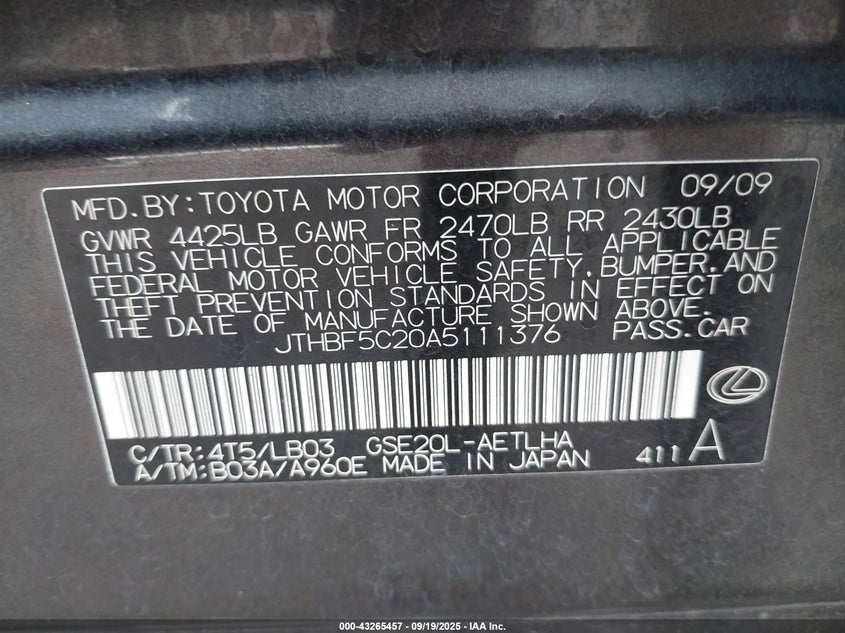 MFD. BY: TOYOTA MOTOR CORPORATION 09/09
GVWR 4425LB GAWR FR 2470LB RR 2430LB
THIS VEHICLE CONFORMS TO ALL APPLICABLE
FEDERAL MOTOR VEHICLE SAFETY, BUMPER, AND
THEFT PREVENTION STANDARDS IN EFFECT ON
THE DATE OF MANUFACTURE SHOWN ABOVE.
JTHBF5C20A5111376 PASS. CAR
C/TR: 4T5/LB03 GSE20L-AETLHA
A/TM: B03A/A960E MADE IN JAPAN 411 A
000-43265457 - 09/19/2025 - IAA Inc.